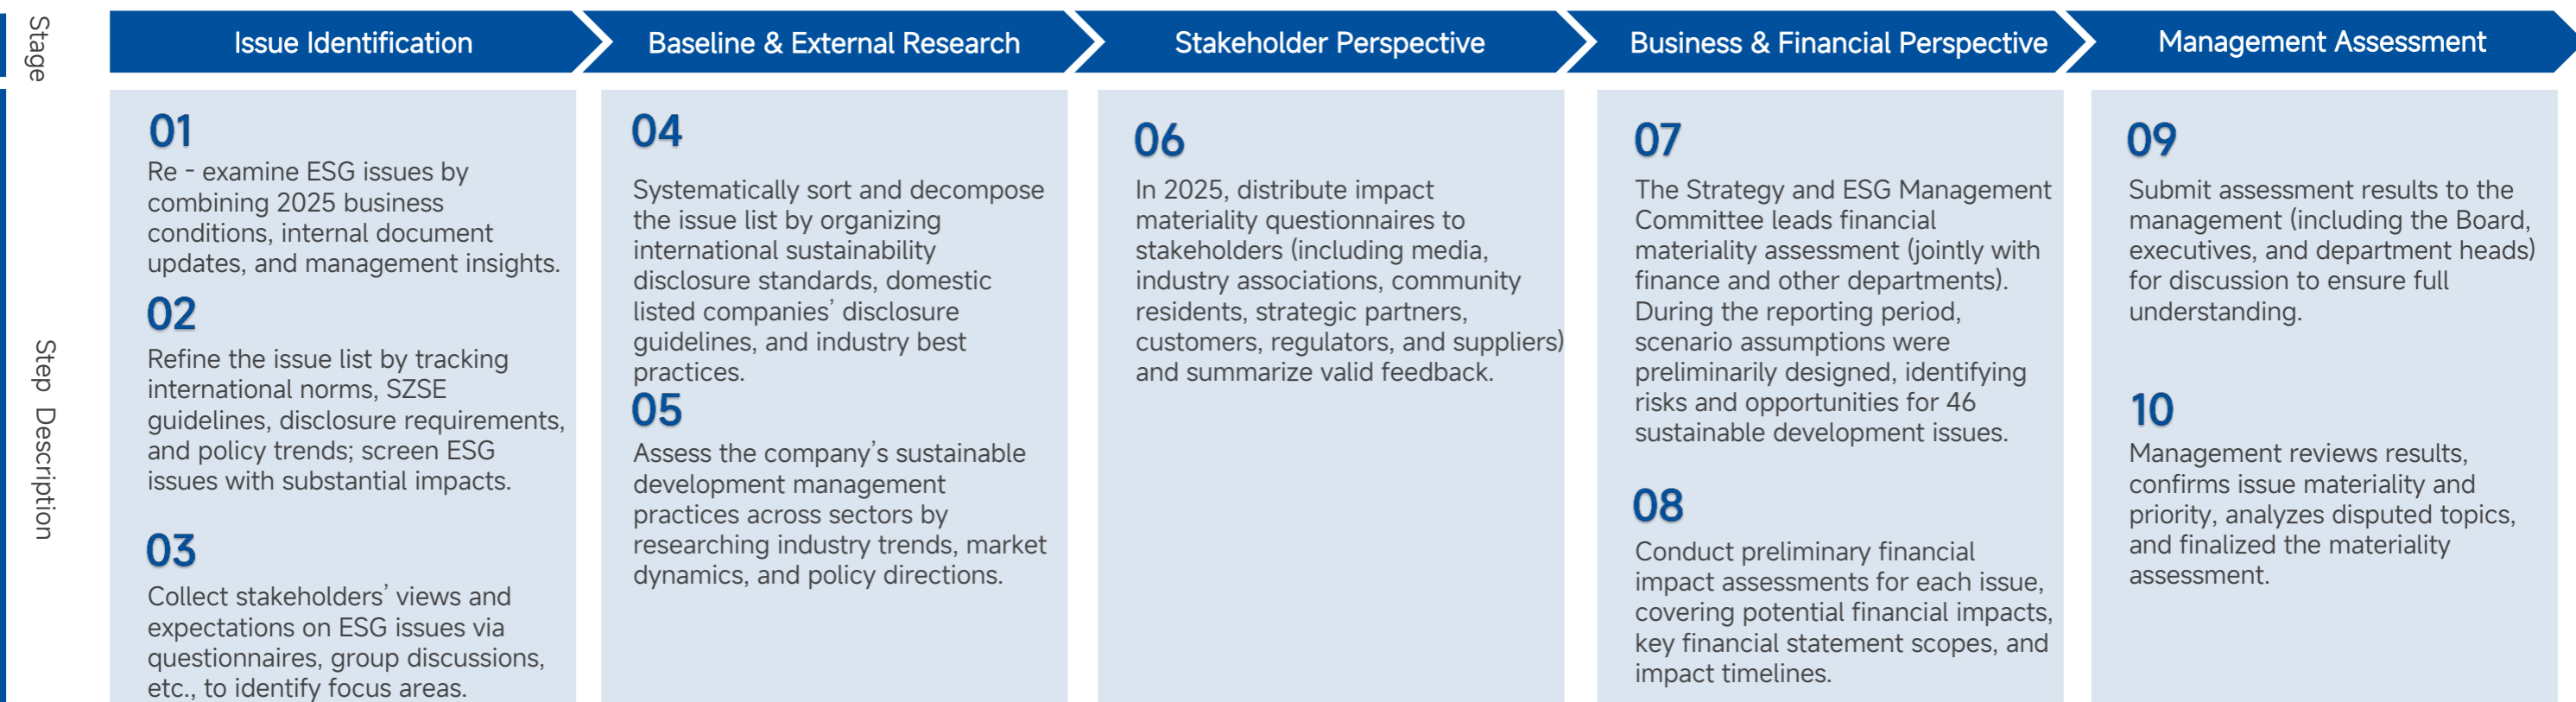 Stage
Issue Identification
Baseline & External Research
Stakeholder Perspective
Business & Financial Perspective
Management Assessment
Step Description
01
Re - examine ESG issues by
combining 2025 business
conditions, internal document
updates, and management insights.
02
Refine the issue list by tracking
international norms, SZSE
guidelines, disclosure requirements,
and policy trends; screen ESG
issues with substantial impacts.
03
Collect stakeholders’ views and
expectations on ESG issues via
questionnaires, group discussions,
etc., to identify focus areas.
04
Systematically sort and decompose
the issue list by organizing
international sustainability
disclosure standards, domestic
listed companies’ disclosure
guidelines, and industry best
practices.
05
Assess the company’s sustainable
development management
practices across sectors by
researching industry trends, market
dynamics, and policy directions.
06
In 2025, distribute impact
materiality questionnaires to
stakeholders (including media,
industry associations, community
residents, strategic partners,
customers, regulators, and suppliers)
and summarize valid feedback.
07
The Strategy and ESG Management
Committee leads financial
materiality assessment (jointly with
finance and other departments).
During the reporting period,
scenario assumptions were
preliminarily designed, identifying
risks and opportunities for 46
sustainable development issues.
08
Conduct preliminary financial
impact assessments for each issue,
covering potential financial impacts,
key financial statement scopes, and
impact timelines.
09
Submit assessment results to the
management (including the Board,
executives, and department heads)
for discussion to ensure full
understanding.
10
Management reviews results,
confirms issue materiality and
priority, analyzes disputed topics,
and finalized the materiality
assessment.